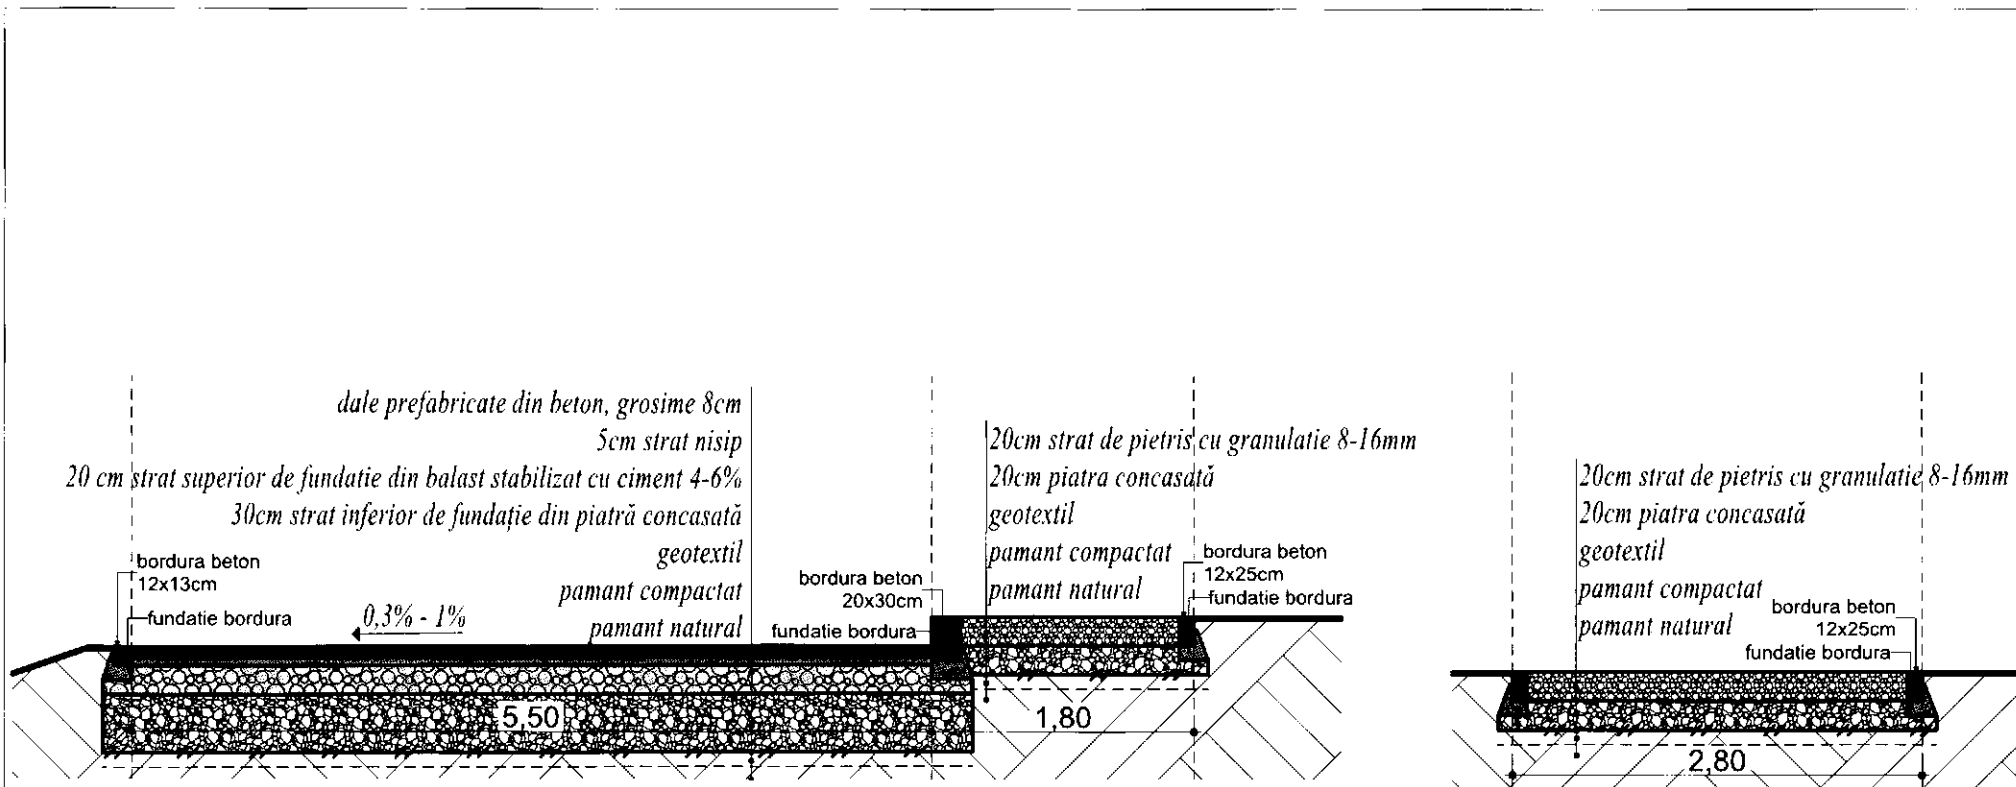 dale prefabricate din beton, grosime 8cm
5cm strat nisip
20 cm strat superior de fundatie din balast stabilizat cu ciment 4-6%
30cm strat inferior de fundație din piatră concasată
geotextil
pamant compactat
pamant natural
bordura beton
12x13cm
fundatie bordura
0,3% - 1%
bordura beton
20x30cm
fundatie bordura
5,50
20cm strat de pietris cu granulatie 8-16mm
20cm piatra concasată
geotextil
pamant compactat
pamant natural
bordura beton
12x25cm
fundatie bordura
1,80
20cm strat de pietris cu granulatie 8-16mm
20cm piatra concasată
geotextil
pamant compactat
pamant natural
bordura beton
12x25cm
fundatie bordura
2,80